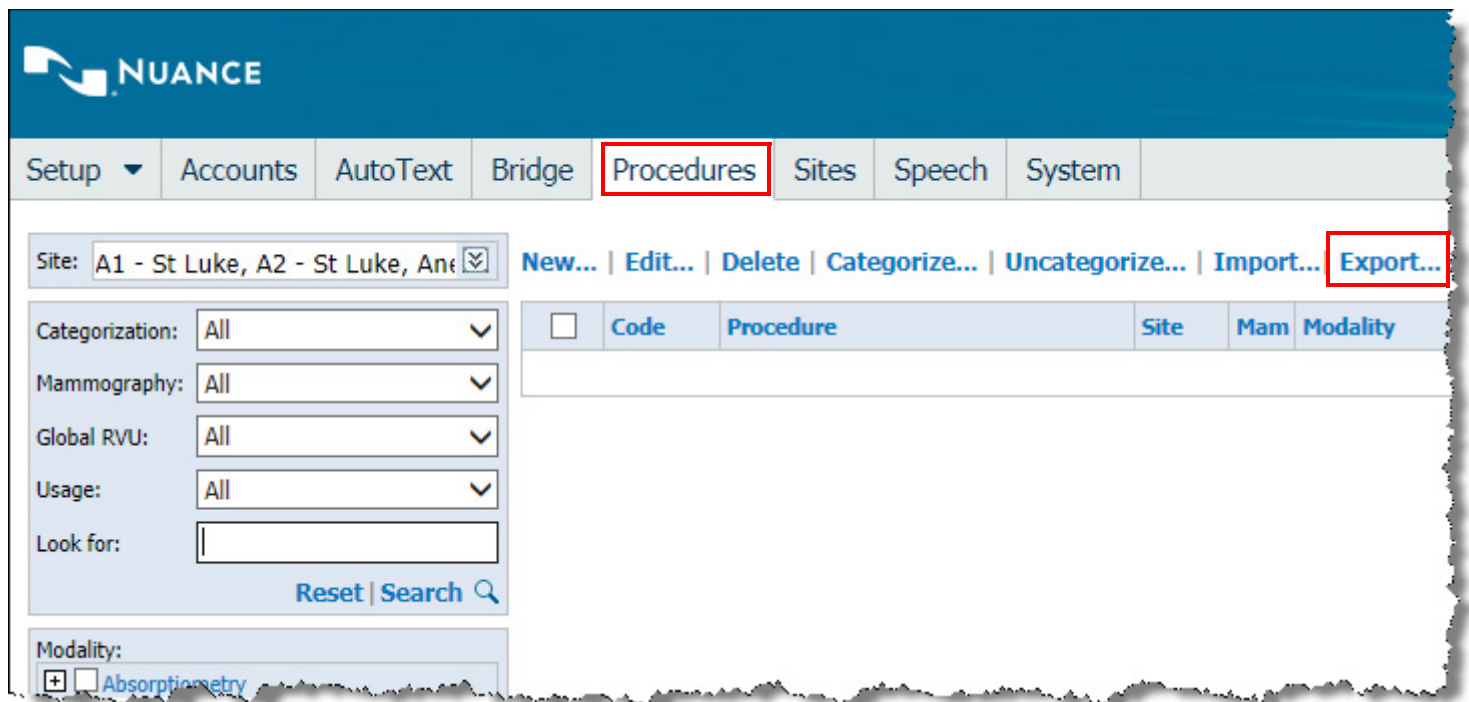 NUANCE
Setup Accounts AutoText Bridge Procedures Sites Speech System
Site: A1 - St Luke, A2 - St Luke, Ane
New... | Edit... | Delete | Categorize... | Uncategorize... | Import... | Export...
Code Procedure Site Mam Modality
Categorization: All
Mammography: All
Global RVU: All
Usage: All
Look for:
Reset | Search
Modality:
Absorptiometry